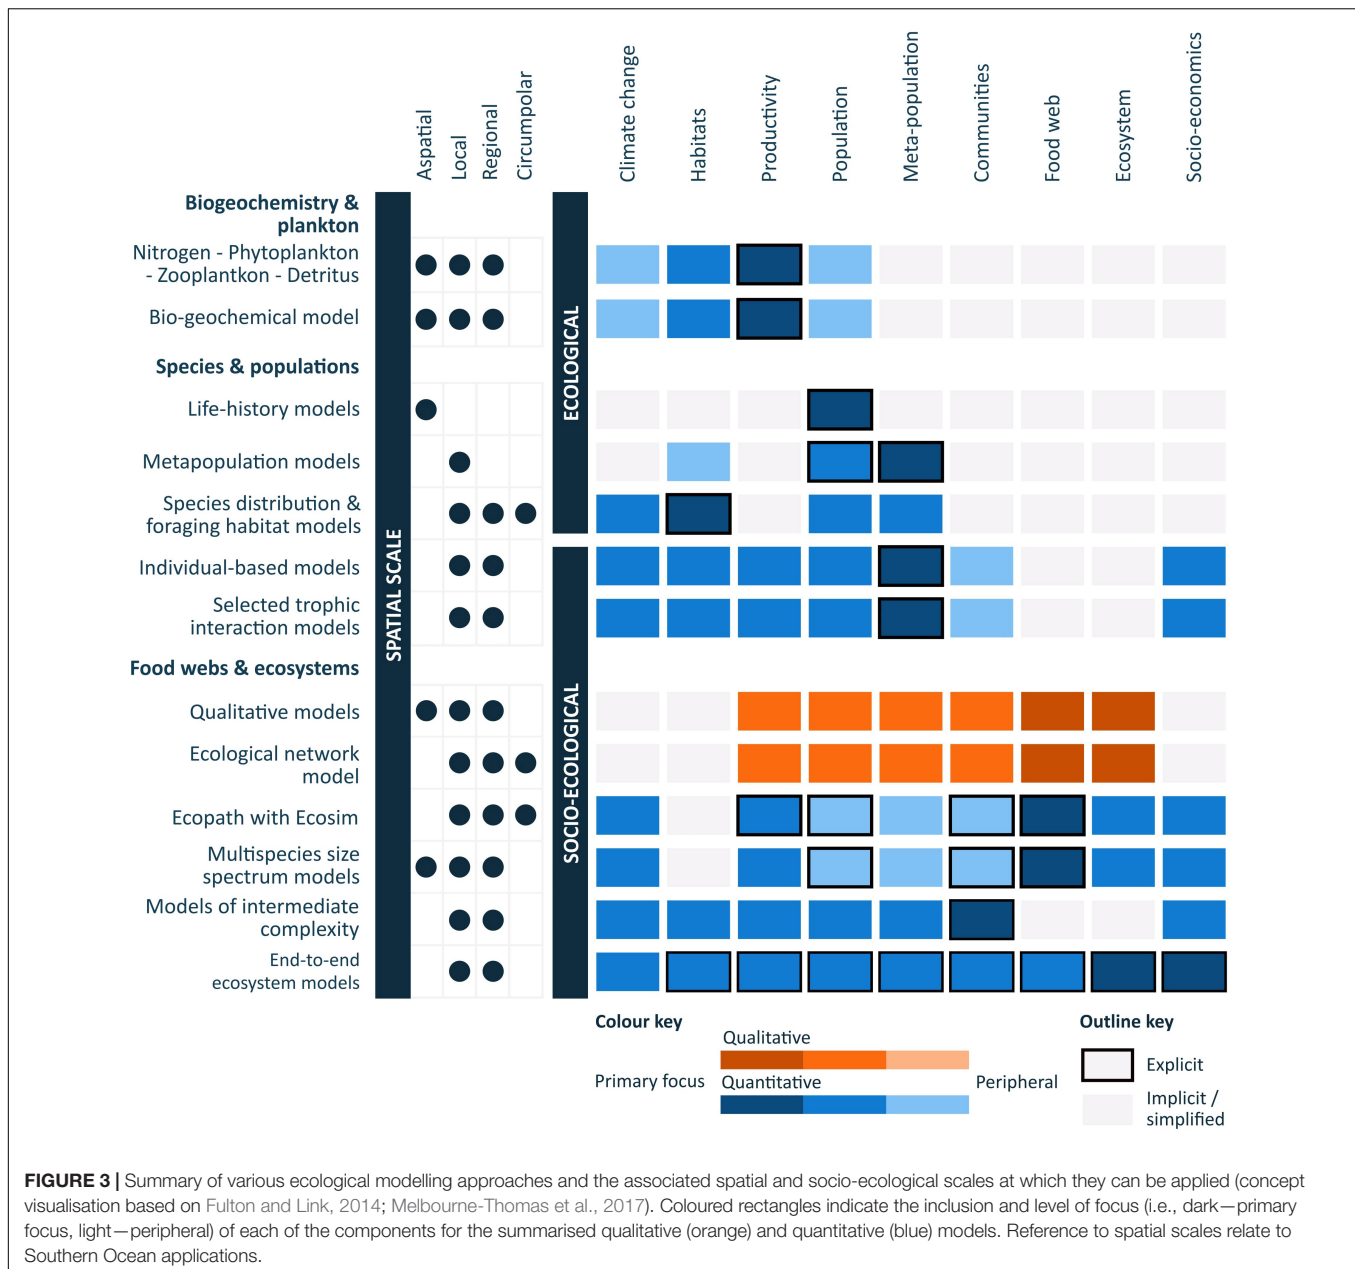 Aspatial
Local
Regional
Circumpolar
Climate change
Habitats
Productivity
Population
Meta-population
Communities
Food web
Ecosystem
Socio-economics
SPATIAL SCALE
ECOLOGICAL
SOCIO-ECOLOGICAL
Biogeochemistry &
plankton
Nitrogen - Phytoplankton
- Zooplantkon - Detritus
Bio-geochemical model
Species & populations
Life-history models
Metapopulation models
Species distribution &
foraging habitat models
Individual-based models
Selected trophic
interaction models
Food webs & ecosystems
Qualitative models
Ecological network
model
Ecopath with Ecosim
Multispecies size
spectrum models
Models of intermediate
complexity
End-to-end
ecosystem models
Colour key
Qualitative
Primary focus
Quantitative
Peripheral
Outline key
Explicit
Implicit /
simplified
FIGURE 3 | Summary of various ecological modelling approaches and the associated spatial and socio-ecological scales at which they can be applied (concept
visualisation based on Fulton and Link, 2014; Melbourne-Thomas et al., 2017). Coloured rectangles indicate the inclusion and level of focus (i.e., dark—primary
focus, light—peripheral) of each of the components for the summarised qualitative (orange) and quantitative (blue) models. Reference to spatial scales relate to
Southern Ocean applications.